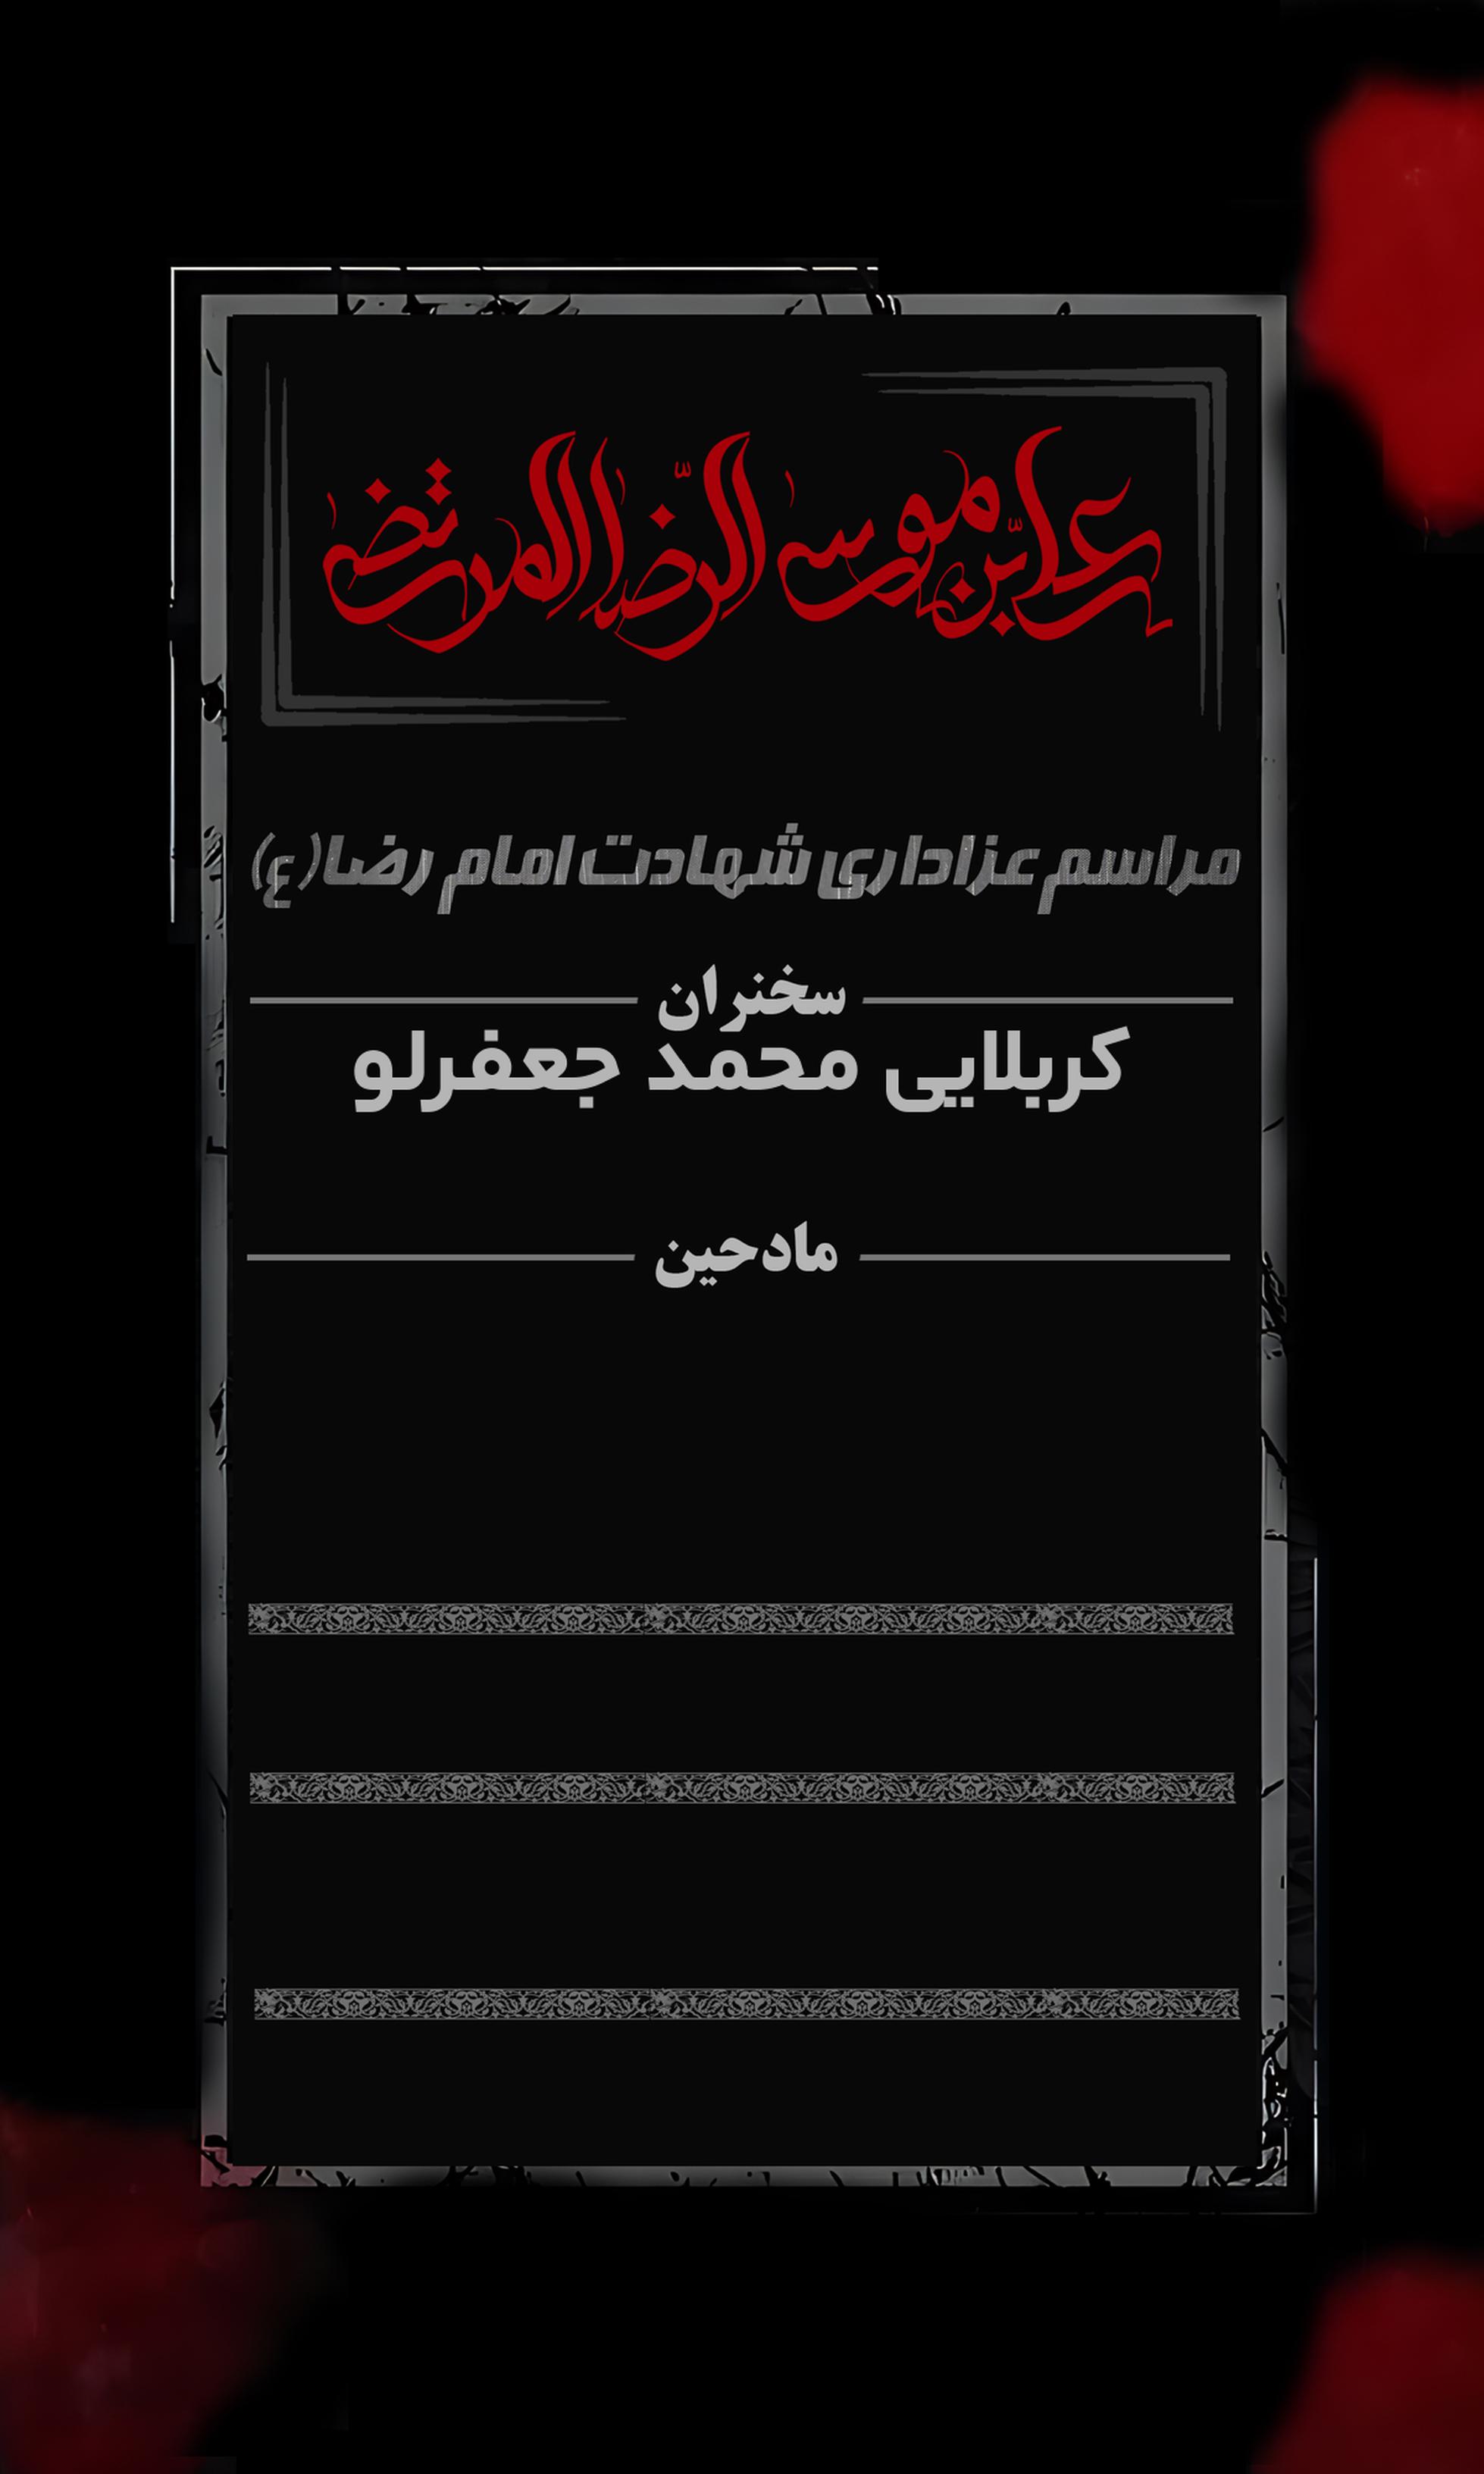 علی ابن موسی الرضا المرتضی
مراسم عزاداری شهادت امام رضا (ع)
سخنران
کربلایی محمد جعفرلو
مادحین